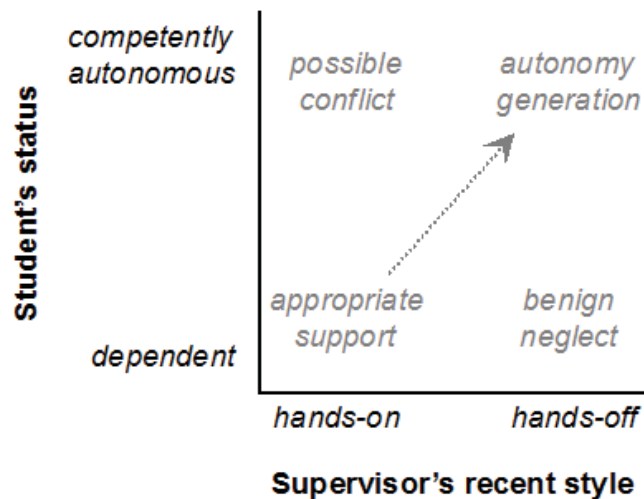 competently
autonomous
possible
conflict
autonomy
generation
Student's status
appropriate
support
benign
neglect
dependent
hands-on
hands-off
Supervisor's recent style